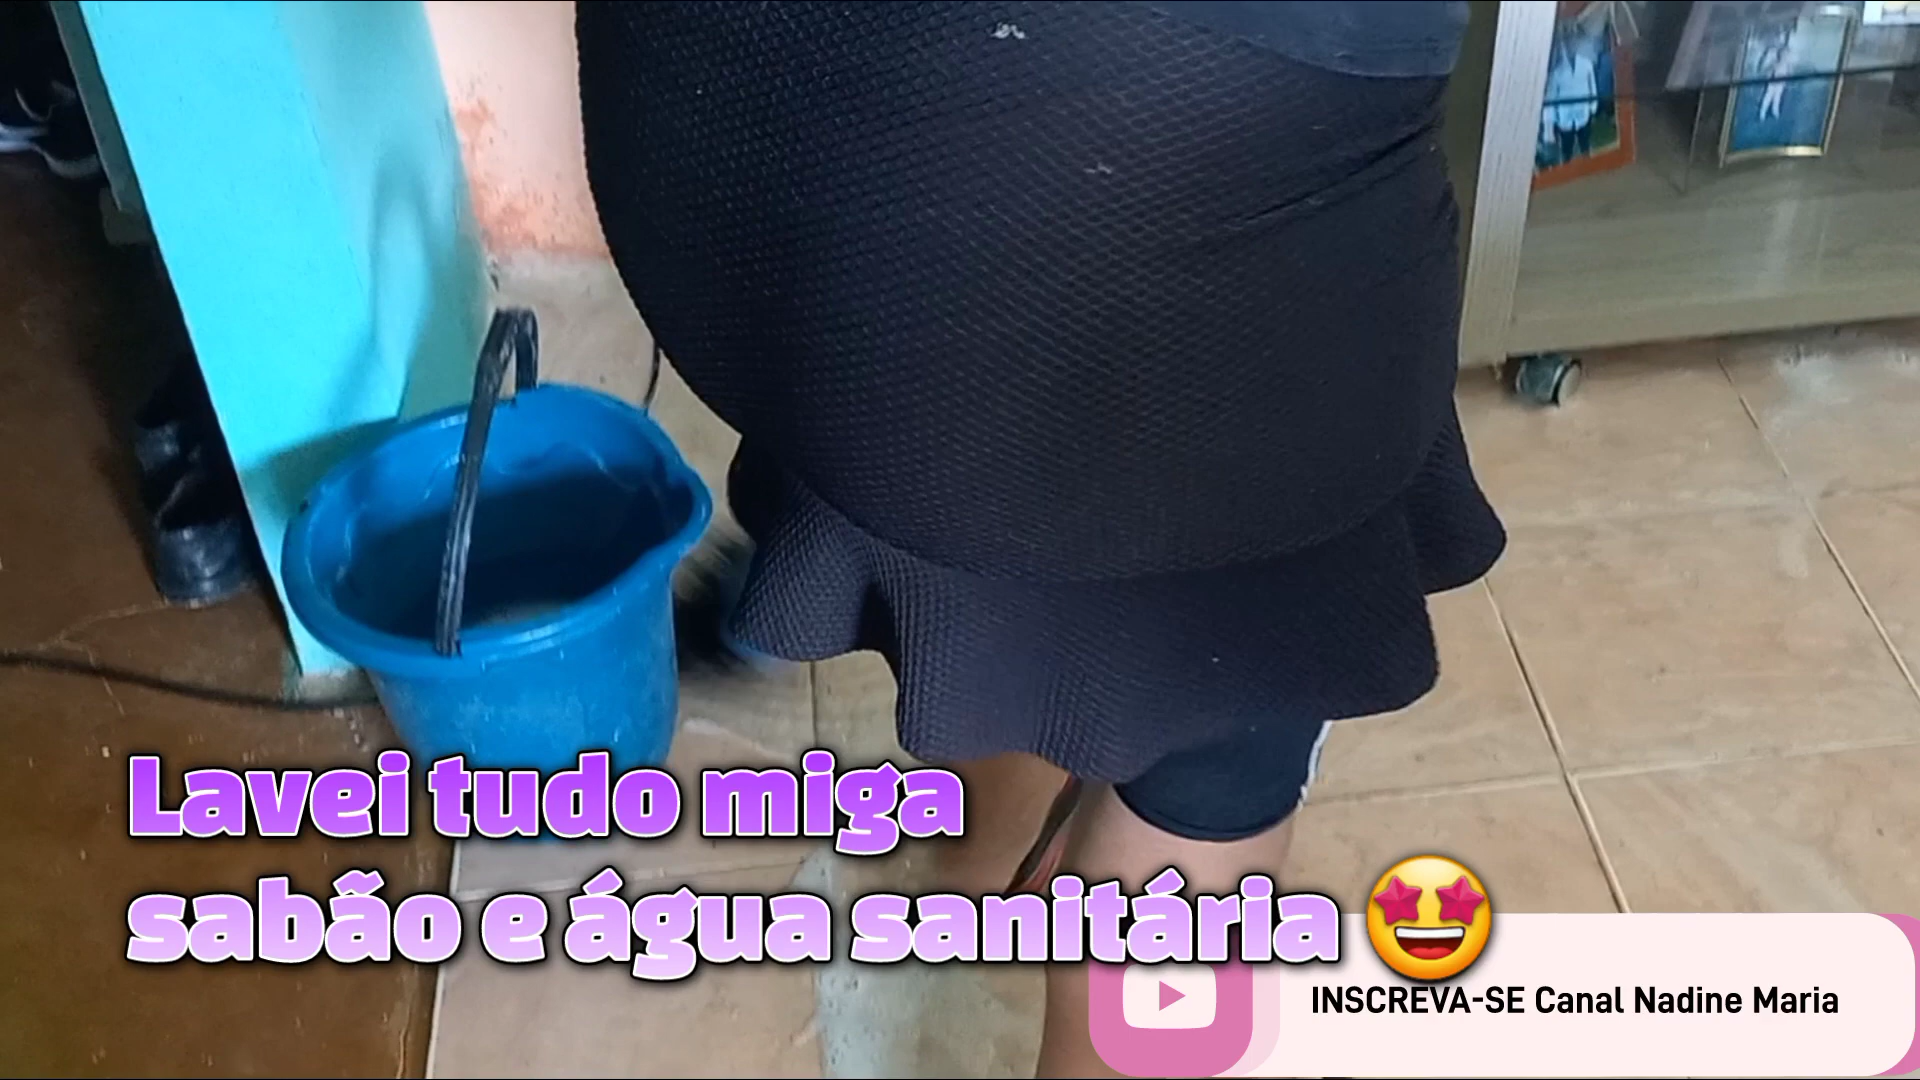 Lavei tudo miga
sabão e água sanitária
INSCREVA-SE Canal Nadine Maria